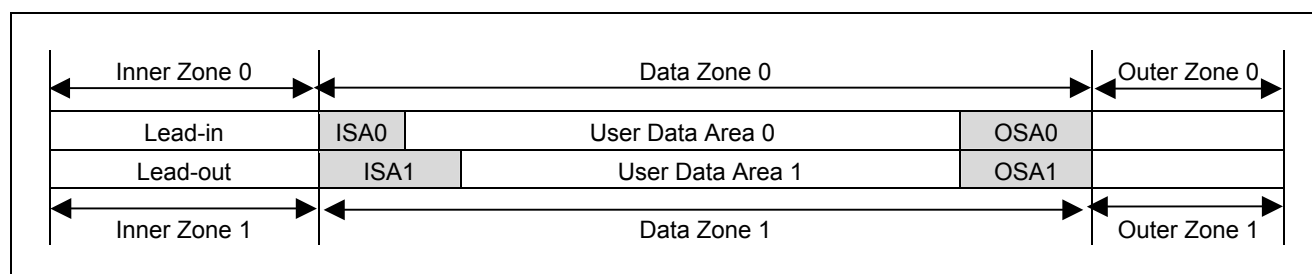 Inner Zone 0 Data Zone 0 Outer Zone 0
Lead-in ISA0 User Data Area 0 OSA0
Lead-out ISA1 User Data Area 1 OSA1
Inner Zone 1 Data Zone 1 Outer Zone 1